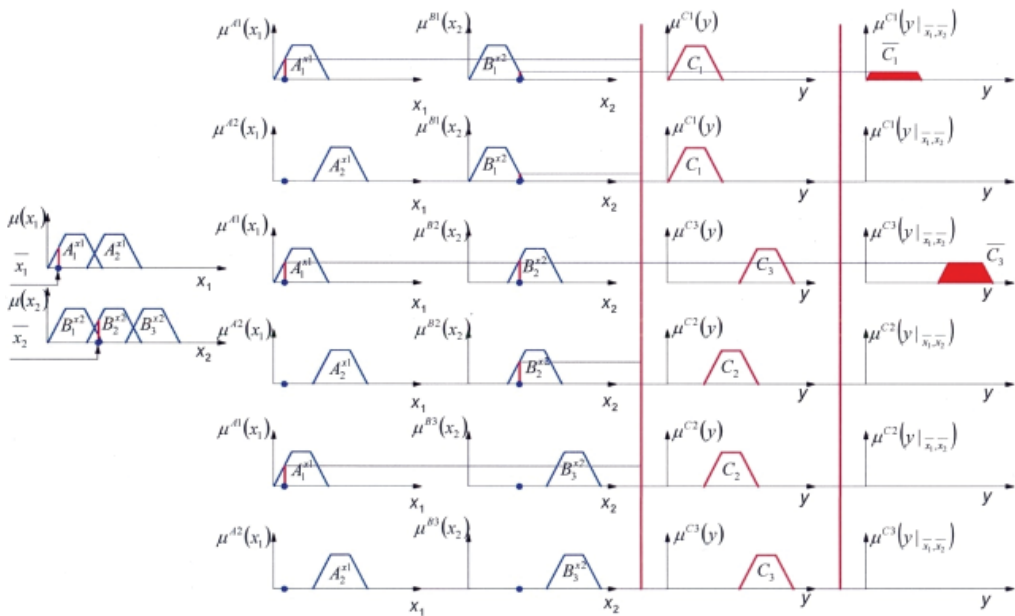 μ^{A1}(x₁) μ^{B1}(x₂) μ^{C1}(y) μ^{C1}(y|_{x̄₁,x̄₂})
A₁^{x1} B₁^{x2} C₁ C̄₁
x₁ x₂ y y
μ^{A2}(x₁) μ^{B1}(x₂) μ^{C1}(y) μ^{C1}(y|_{x̄₁,x̄₂})
A₂^{x1} B₁^{x2} C₁
x₁ x₂ y y
μ(x₁) A₁^{x1} A₂^{x1}
x̄₁ x₁
μ(x₂) B₁^{x2} B₂^{x2} B₃^{x2}
x̄₂ x₂
μ^{A1}(x₁) μ^{B2}(x₂) μ^{C3}(y) μ^{C3}(y|_{x̄₁,x̄₂})
A₁^{x1} B₂^{x2} C₃ C̄₃
x₁ x₂ y y
μ^{A2}(x₁) μ^{B2}(x₂) μ^{C2}(y) μ^{C2}(y|_{x̄₁,x̄₂})
A₂^{x1} B₂^{x2} C₂
x₁ x₂ y y
μ^{A1}(x₁) μ^{B3}(x₂) μ^{C2}(y) μ^{C2}(y|_{x̄₁,x̄₂})
A₁^{x1} B₃^{x2} C₂
x₁ x₂ y y
μ^{A2}(x₁) μ^{B3}(x₂) μ^{C3}(y) μ^{C3}(y|_{x̄₁,x̄₂})
A₂^{x1} B₃^{x2} C₃
x₁ x₂ y y